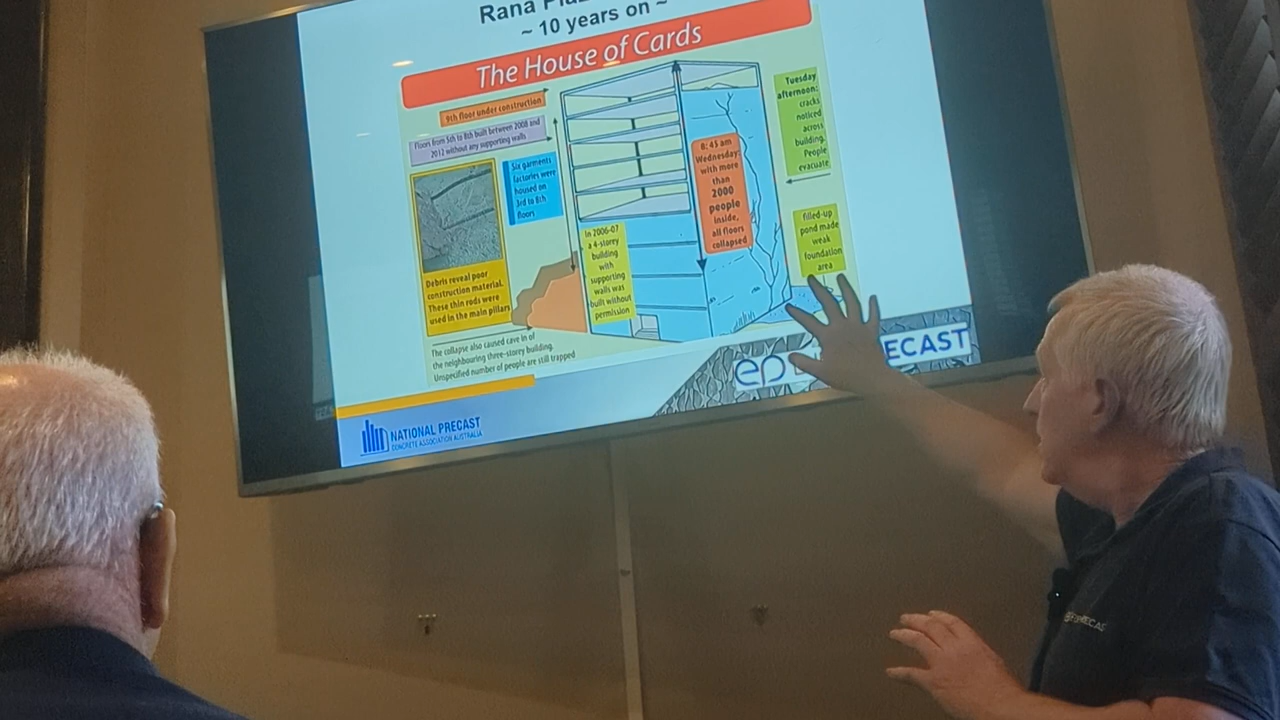 Rana Pla
~ 10 years on ~
The House of Cards
9th floor under construction
Floors from 5th to 8th built between 2008 and
2012 without any supporting walls
Six garments
factories were
housed on
3rd to 8th
floors
Debris reveal poor
construction material.
These thin rods were
used in the main pillars
In 2006-07
a 4-storey
building
with
supporting
walls was
built without
permission
8: 45 am
Wednesday:
with more
than
2000
people
inside,
all floors
collapsed
Tuesday
afternoon:
cracks
noticed
across
building.
People
evacuate
filled-up
pond made
weak
foundation
area
The collapse also caused cave in of
the neighbouring three-storey building.
Unspecified number of people are still trapped
NATIONAL PRECAST
CONCRETE ASSOCIATION AUSTRALIA
ep
ECAST